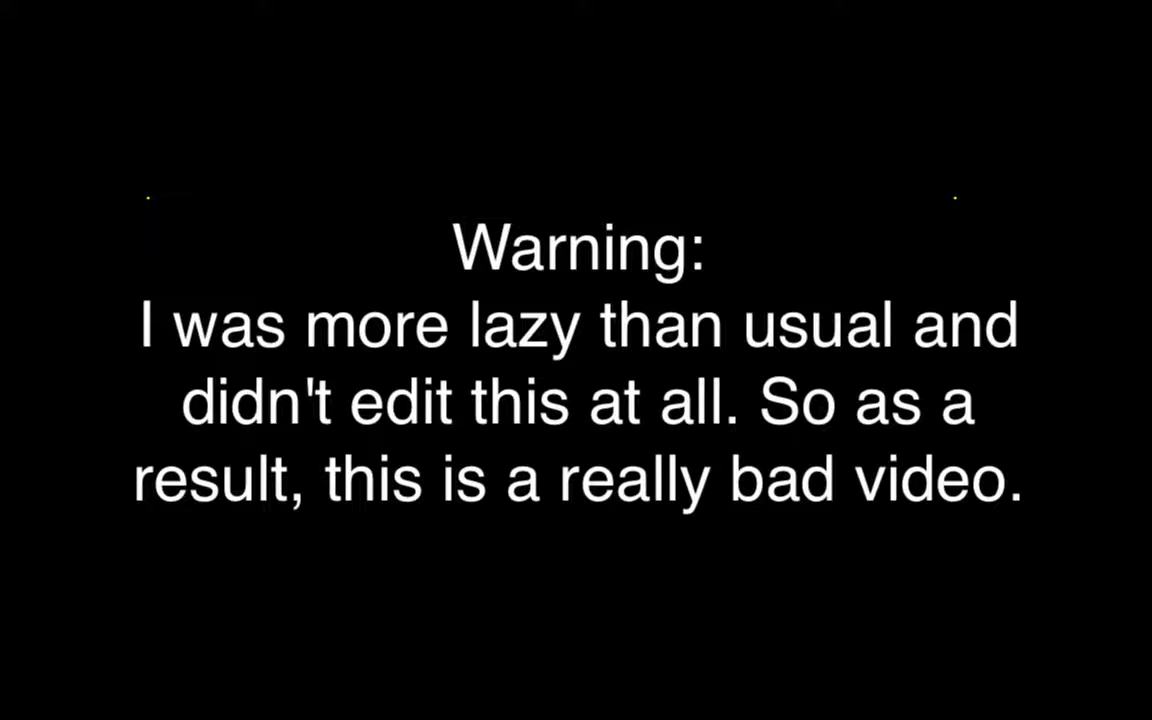 Warning:
I was more lazy than usual and
didn't edit this at all. So as a
result, this is a really bad video.